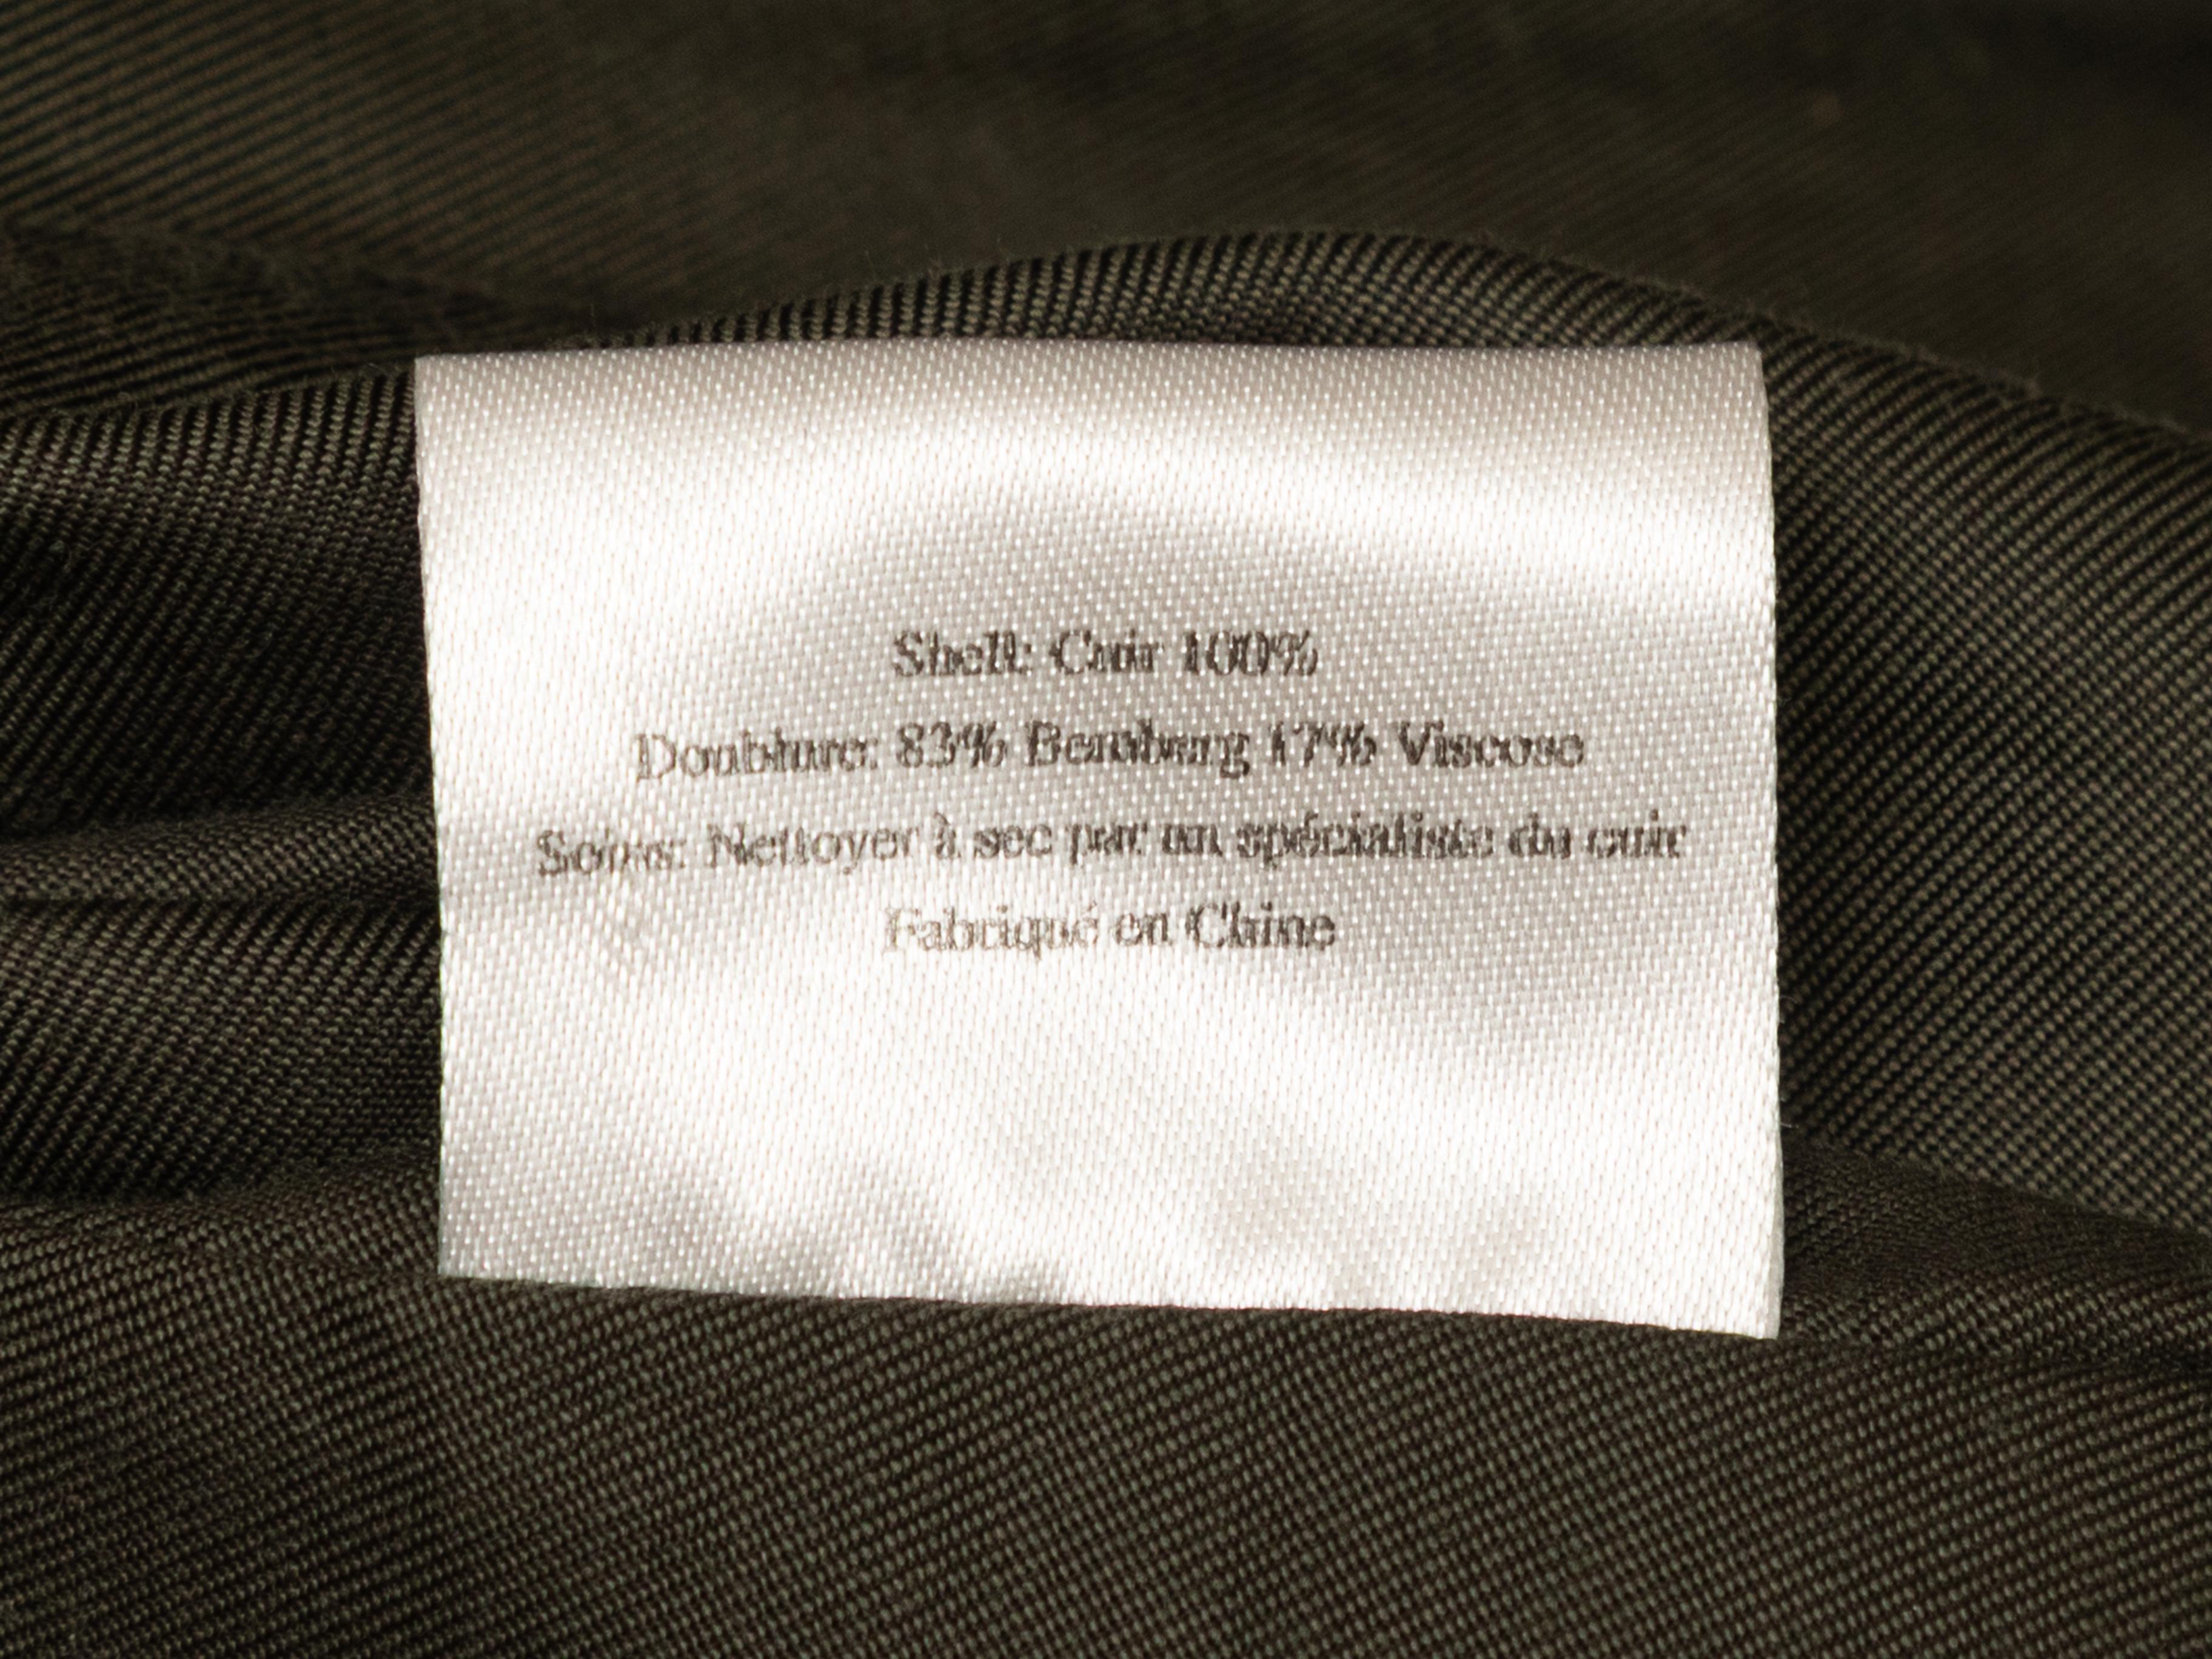 Shell: Cuir 100%
Doublure: 83% Bemberg 17% Viscose
Soins: Nettoyer à sec par un spécialiste du cuir
Fabriqué en Chine